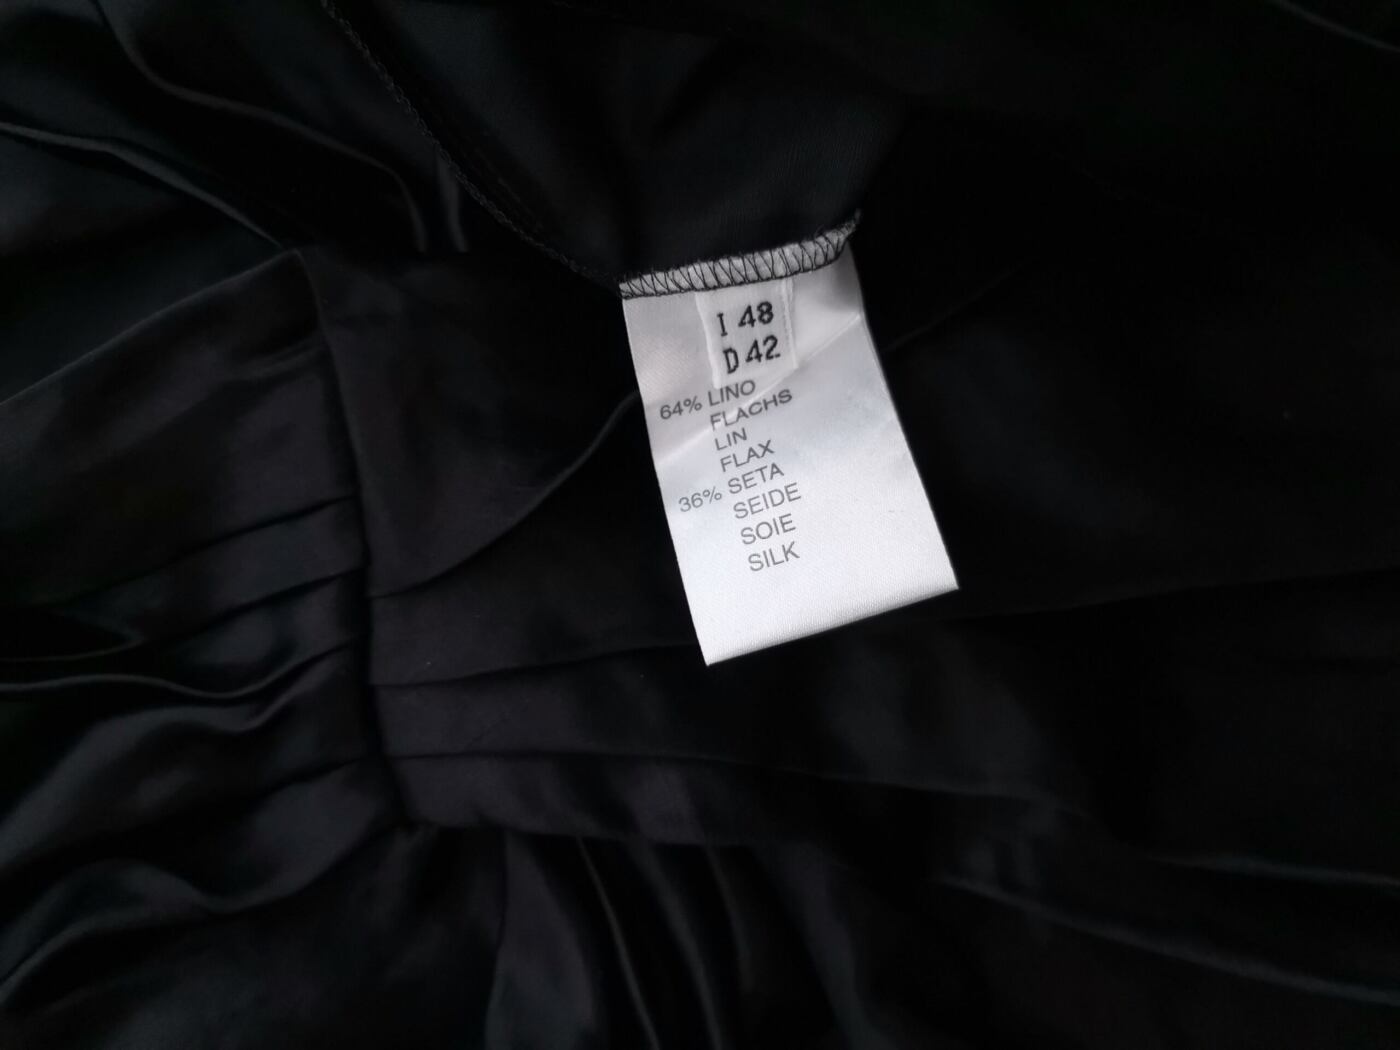 I 48
D 42
64% LINO
FLACHS
LIN
FLAX
36% SETA
SEIDE
SOIE
SILK